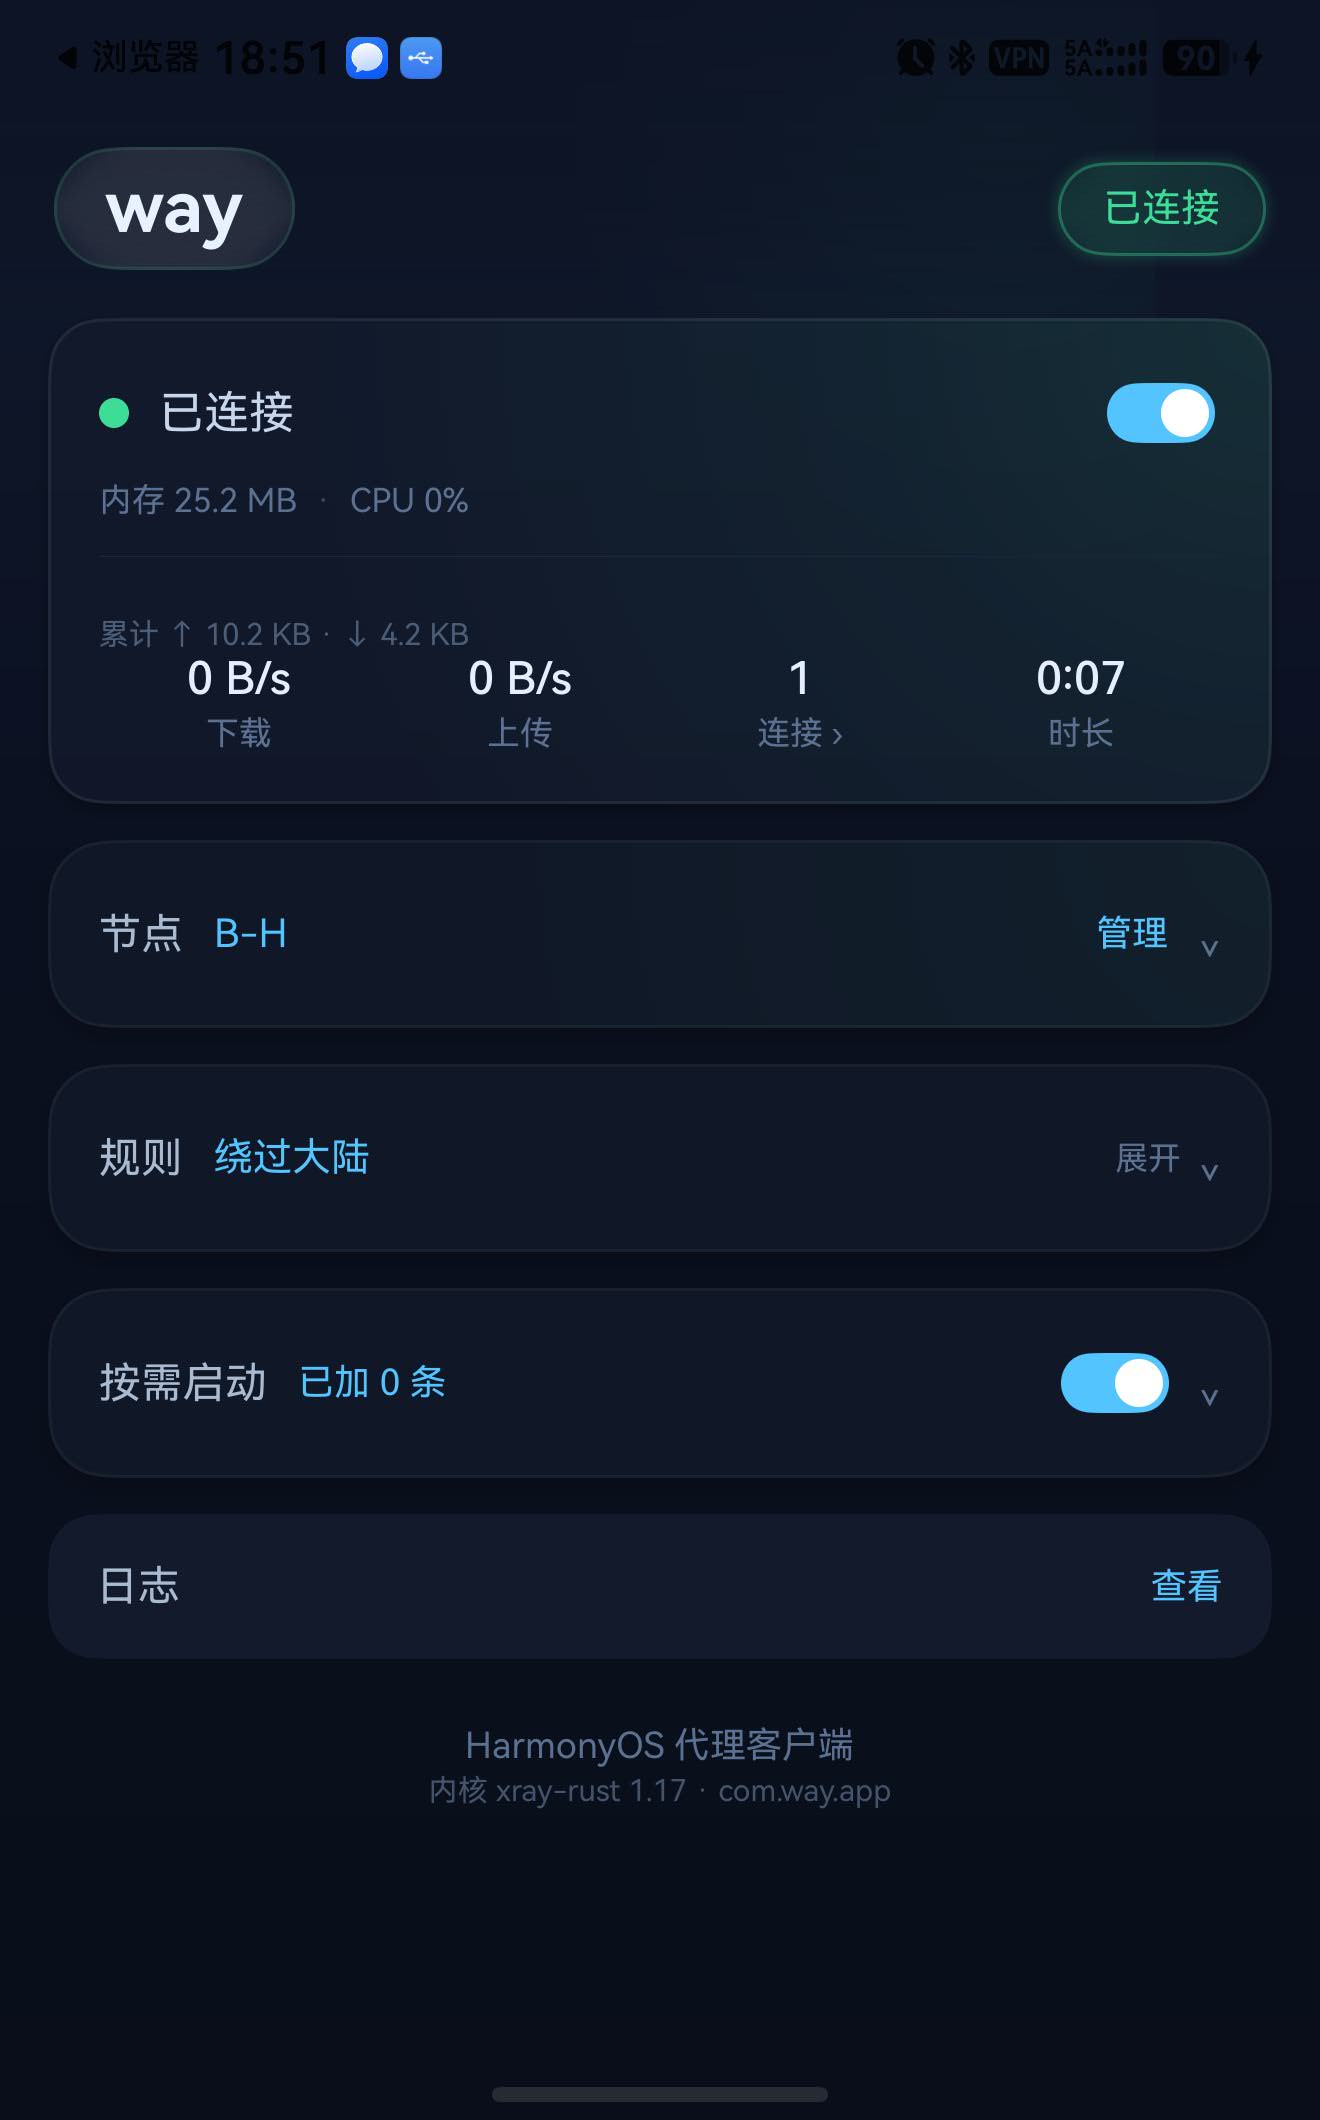 浏览器 18:51 VPN 5A 5A 90
way
已连接
已连接
内存 25.2 MB · CPU 0%
累计 ↑ 10.2 KB · ↓ 4.2 KB
0 B/s 0 B/s 1 0:07
下载 上传 连接 › 时长
节点 B-H 管理
规则 绕过大陆 展开
按需启动 已加 0 条
日志 查看
HarmonyOS 代理客户端
内核 xray-rust 1.17 · com.way.app